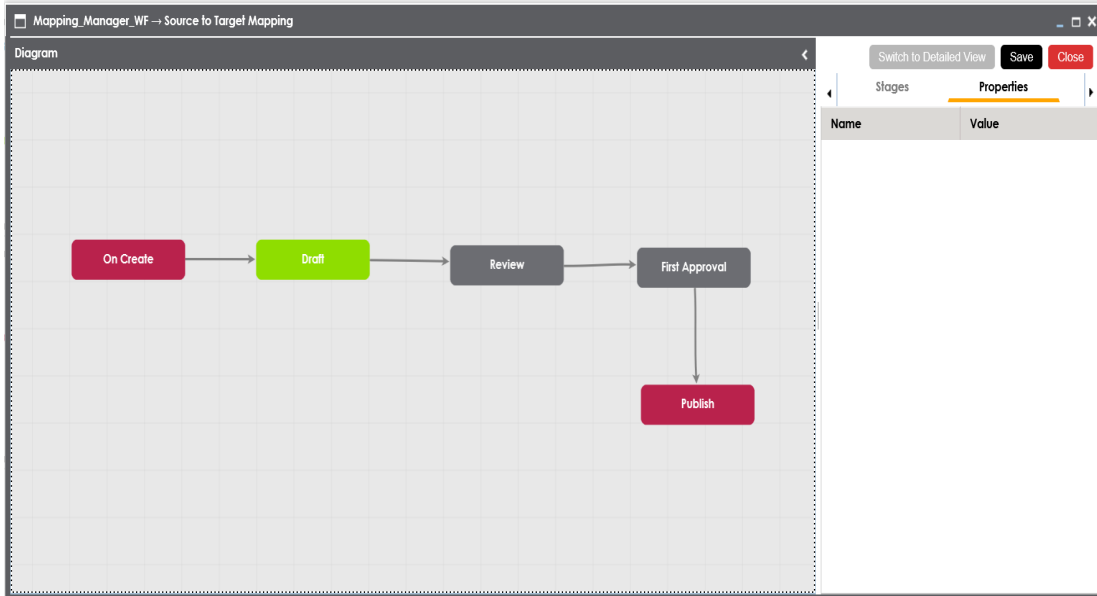 Mapping_Manager_WF → Source to Target Mapping
Diagram
Switch to Detailed View Save Close
Stages Properties
Name Value
On Create Draft Review First Approval
Publish